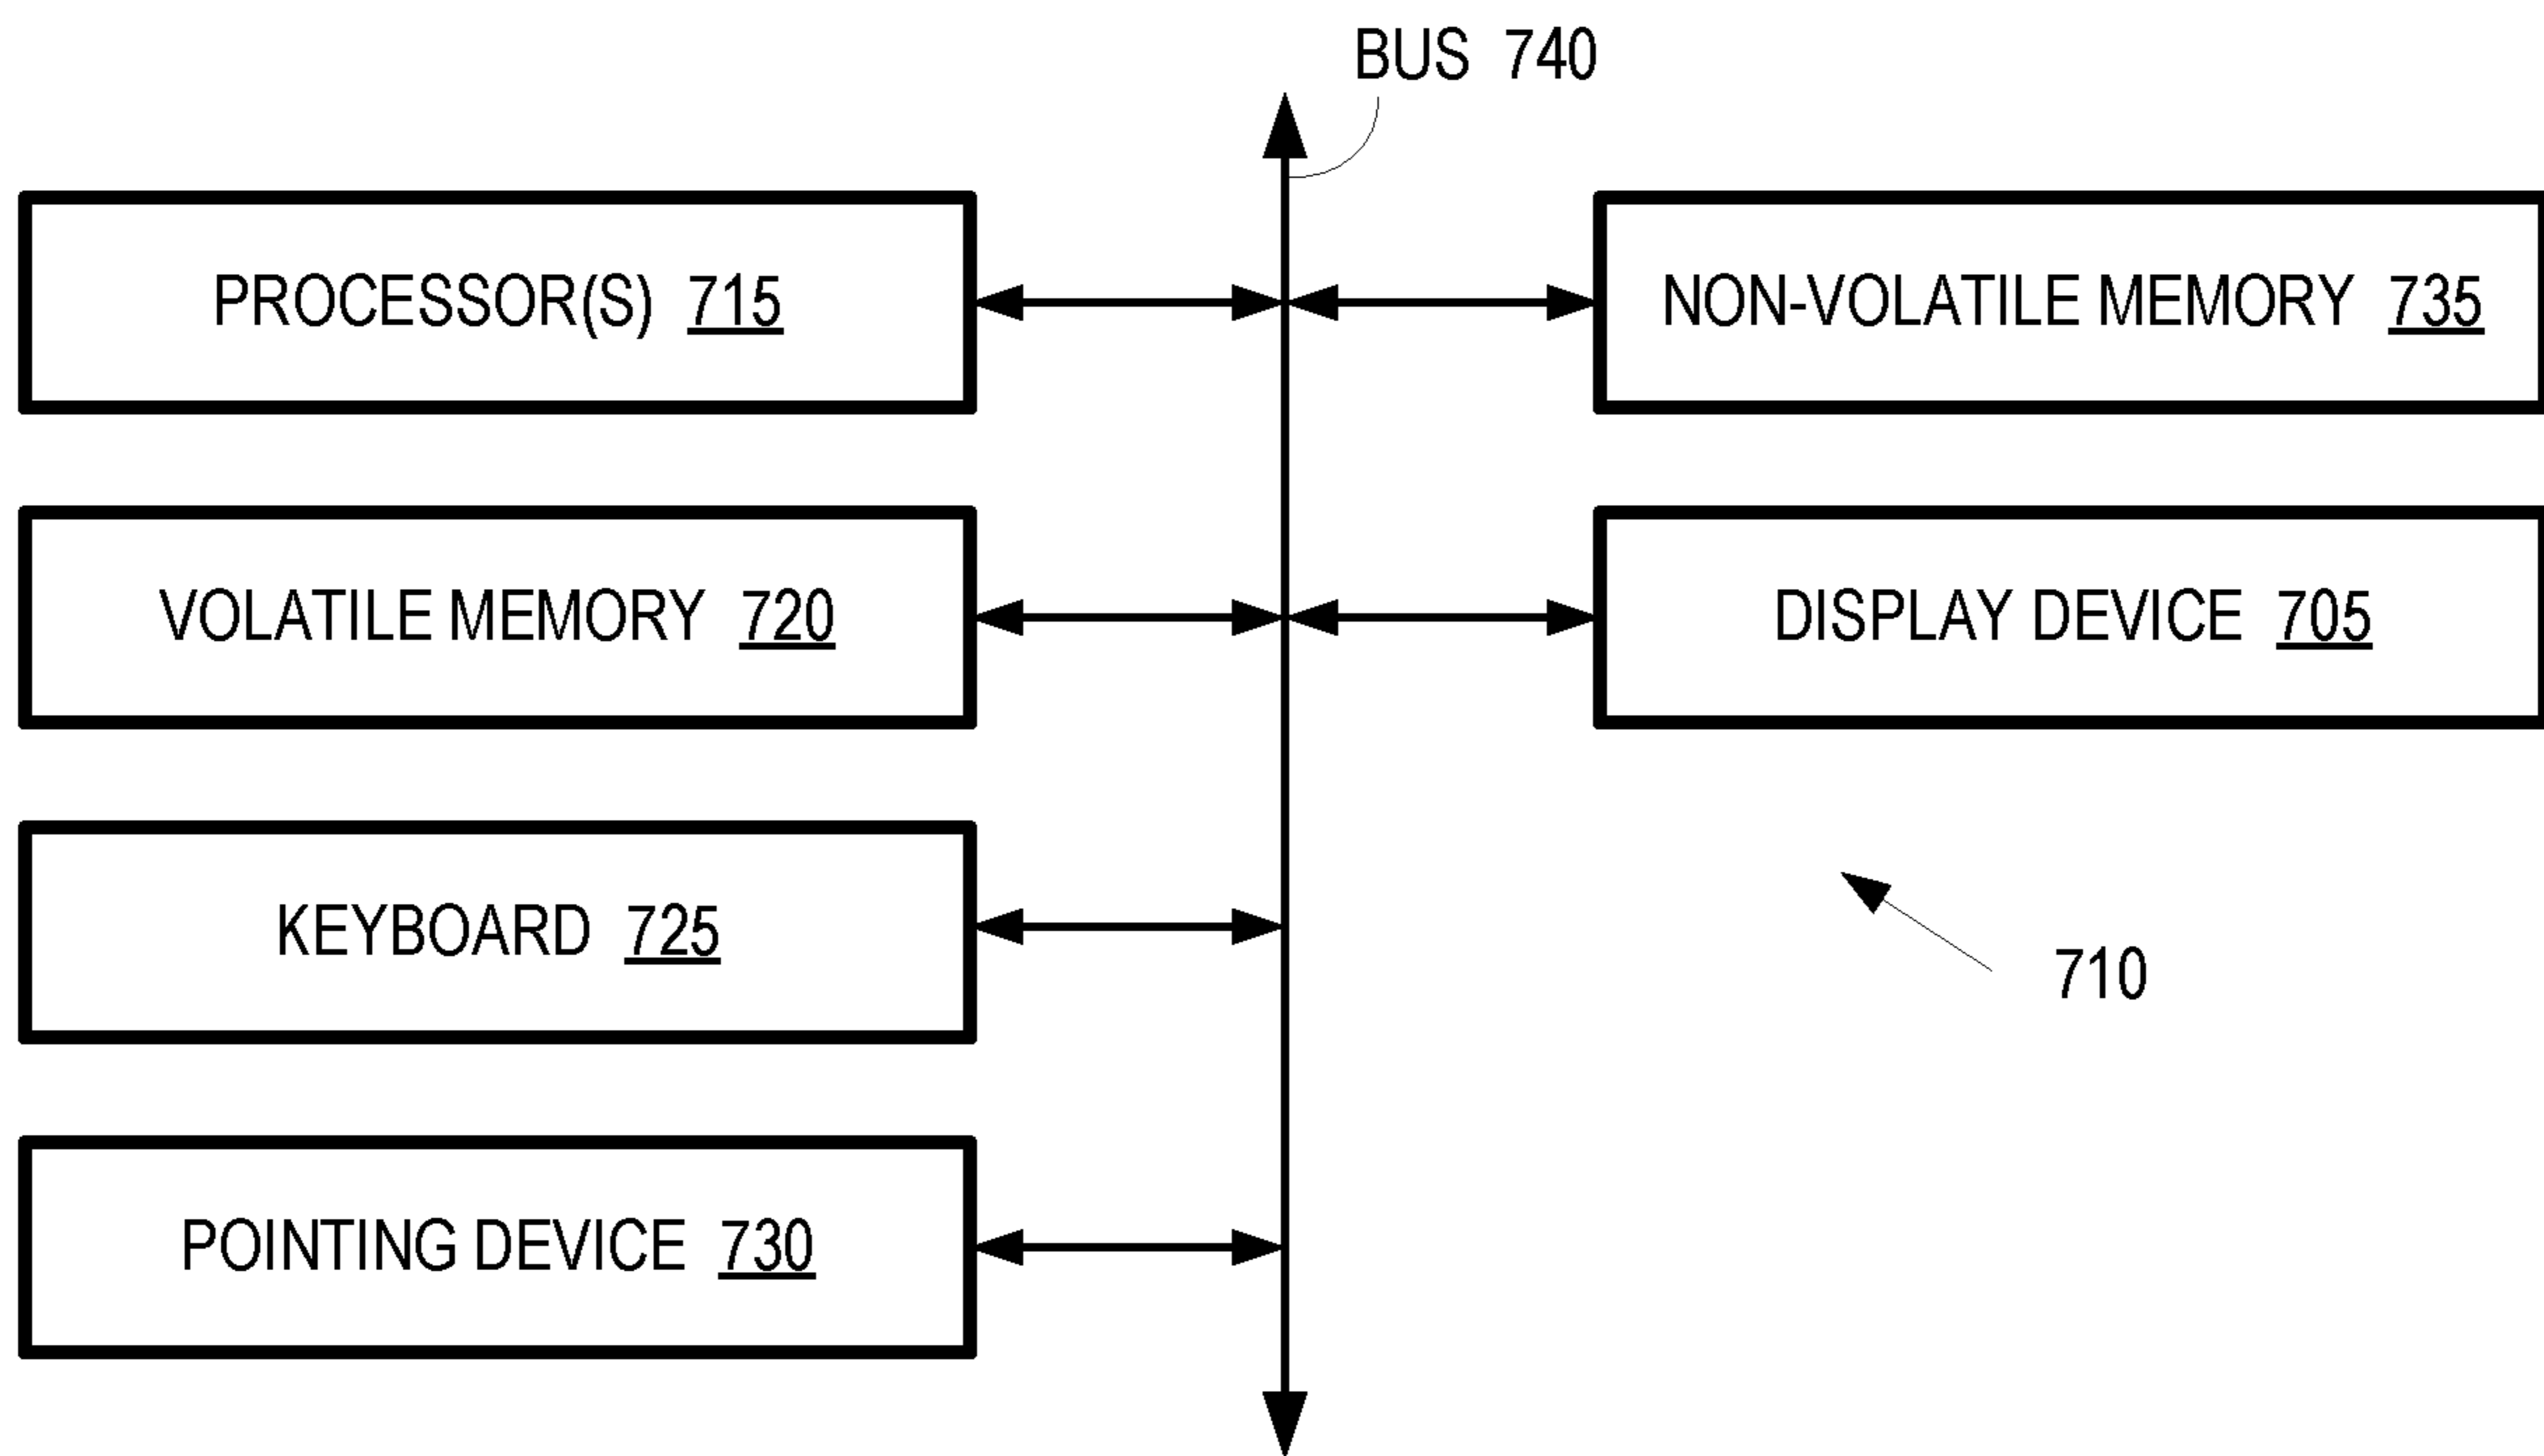 BUS 740
PROCESSOR(S) 715
NON-VOLATILE MEMORY 735
VOLATILE MEMORY 720
DISPLAY DEVICE 705
KEYBOARD 725
710
POINTING DEVICE 730